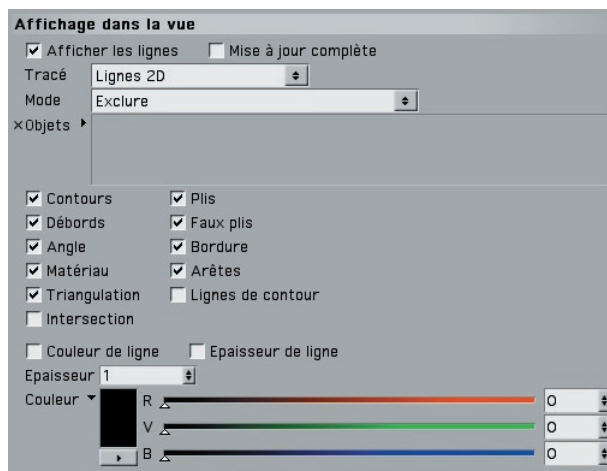 Affichage dans la vue
Afficher les lignes Mise à jour complète
Tracé Lignes 2D
Mode Exclure
×Objets
Contours Plis
Débords Faux plis
Angle Bordure
Matériau Arêtes
Triangulation Lignes de contour
Intersection
Couleur de ligne Epaisseur de ligne
Epaisseur 1
Couleur R 0
V 0
B 0